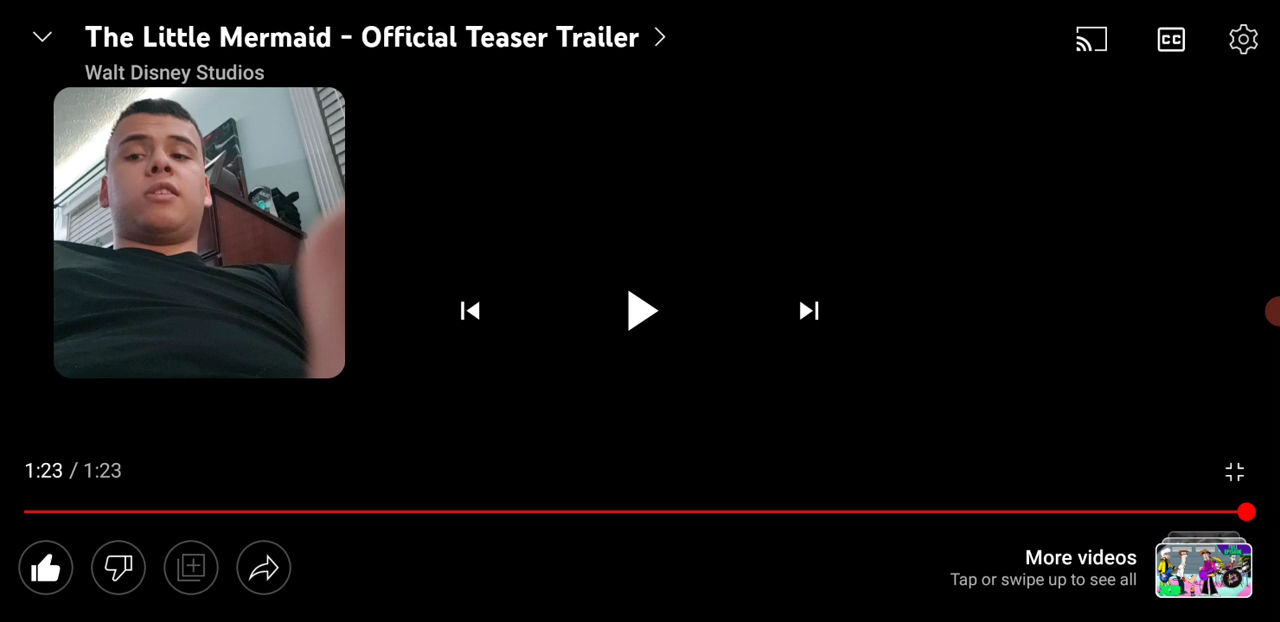 The Little Mermaid - Official Teaser Trailer
Walt Disney Studios
CC
1:23 / 1:23
More videos
Tap or swipe up to see all